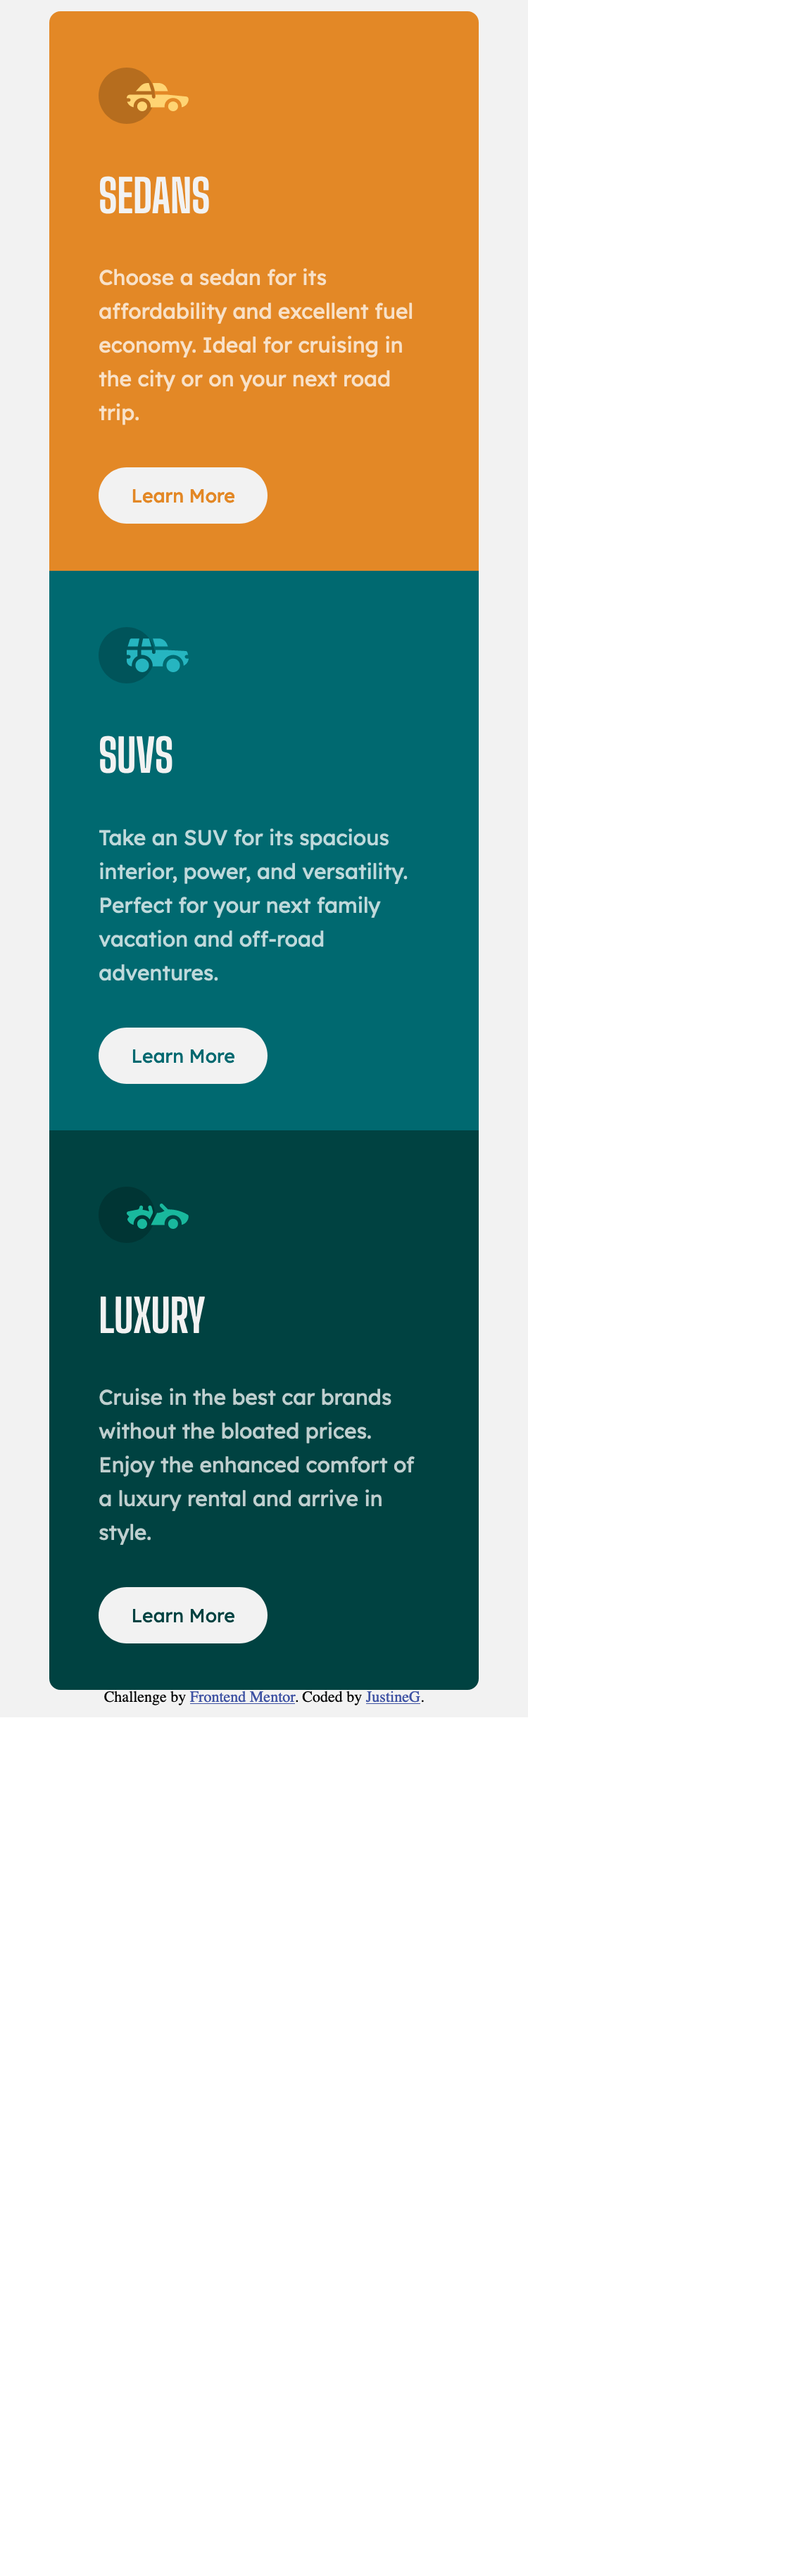 SEDANS
Choose a sedan for its
affordability and excellent fuel
economy. Ideal for cruising in
the city or on your next road
trip.
Learn More
SUVS
Take an SUV for its spacious
interior, power, and versatility.
Perfect for your next family
vacation and off-road
adventures.
Learn More
LUXURY
Cruise in the best car brands
without the bloated prices.
Enjoy the enhanced comfort of
a luxury rental and arrive in
style.
Learn More
Challenge by Frontend Mentor. Coded by JustineG.